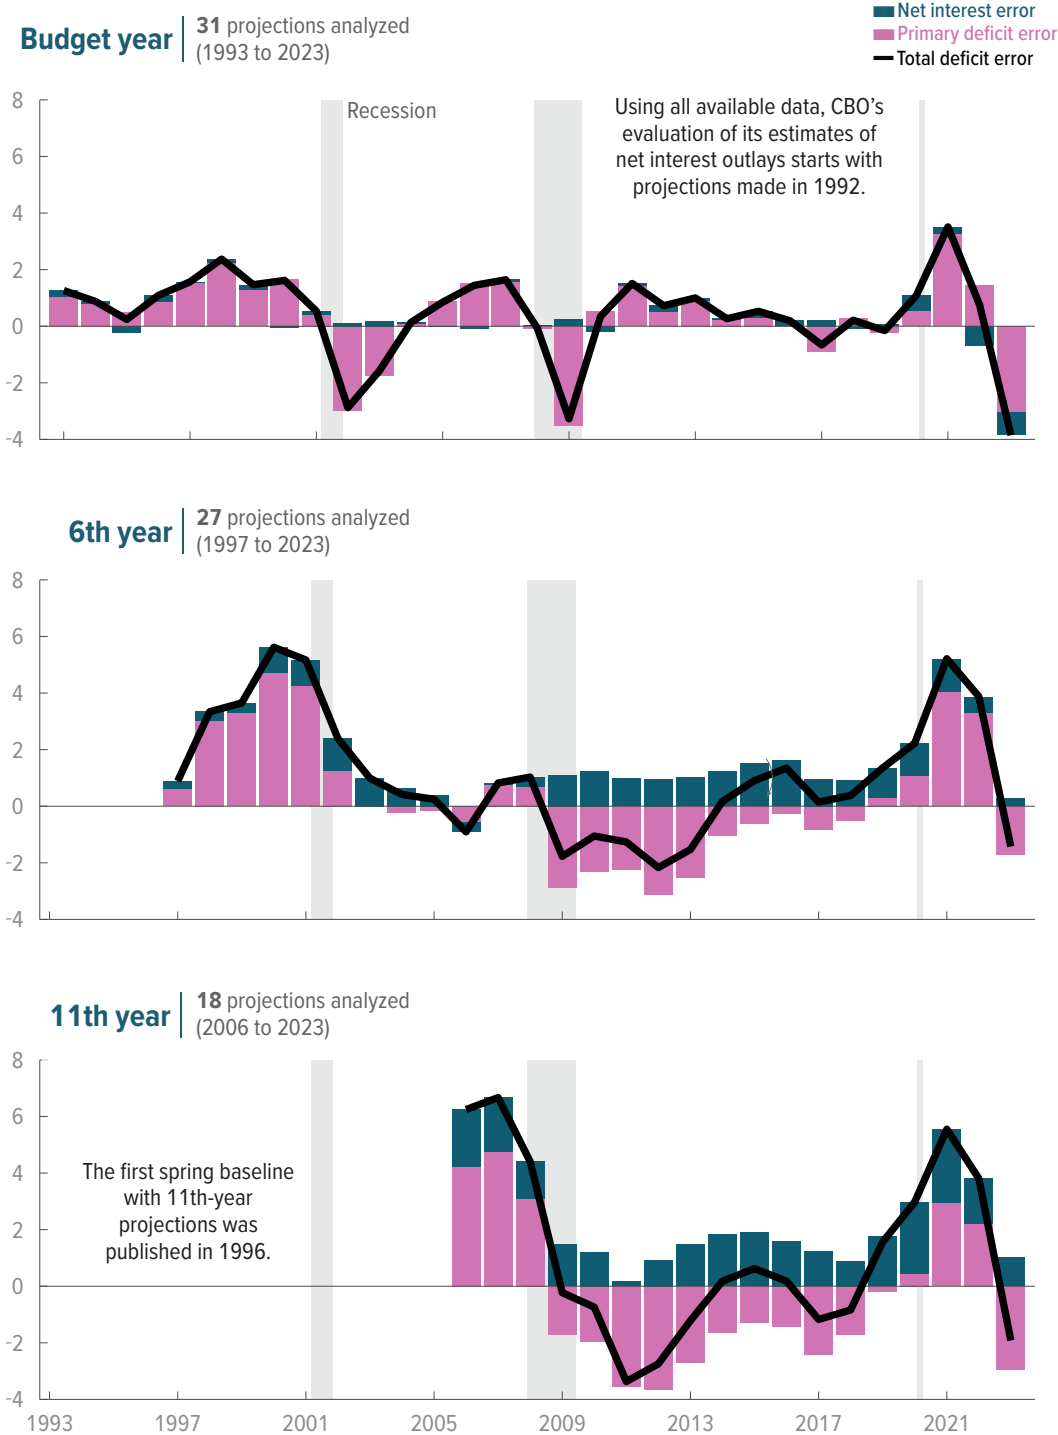 Budget year
31 projections analyzed
(1993 to 2023)
Net interest error
Primary deficit error
Total deficit error
8
6
4
2
0
-2
-4
Recession
Using all available data, CBO’s
evaluation of its estimates of
net interest outlays starts with
projections made in 1992.
6th year
27 projections analyzed
(1997 to 2023)
8
6
4
2
0
-2
-4
11th year
18 projections analyzed
(2006 to 2023)
8
6
4
2
0
-2
-4
The first spring baseline
with 11th-year
projections was
published in 1996.
1993 1997 2001 2005 2009 2013 2017 2021